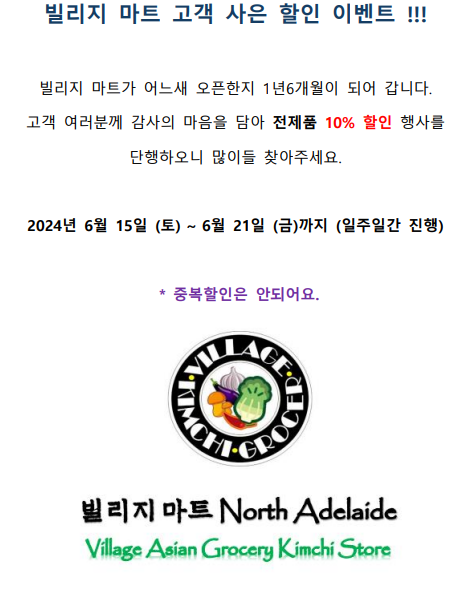 빌리지 마트 고객 사은 할인 이벤트 !!!
빌리지 마트가 어느새 오픈한지 1년6개월이 되어 갑니다.
고객 여러분께 감사의 마음을 담아 전제품 10% 할인 행사를
단행하오니 많이들 찾아주세요.
2024년 6월 15일 (토) ~ 6월 21일 (금)까지 (일주일간 진행)
* 중복할인은 안되어요.
·VILLAGE·
KIMCHI·GROCER
빌리지 마트 North Adelaide
Village Asian Grocery Kimchi Store